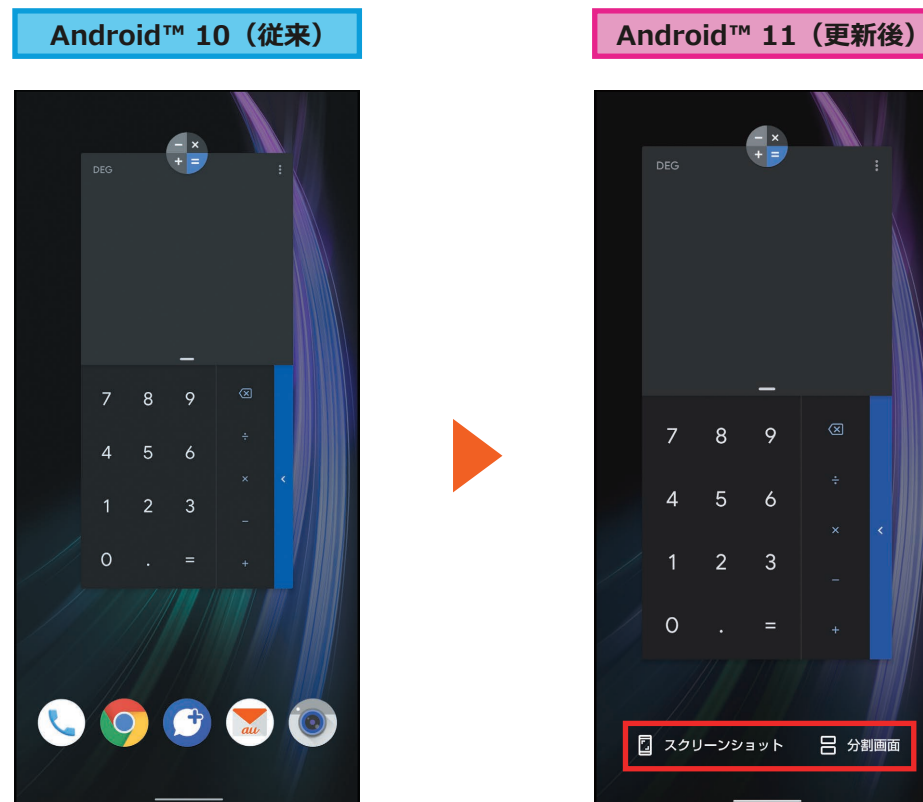 Android™ 10（従来）
Android™ 11（更新後）
DEG
7 8 9
÷
4 5 6
×
1 2 3
−
0 . =
+
au
DEG
7 8 9
÷
4 5 6
×
1 2 3
−
0 . =
+
スクリーンショット 分割画面